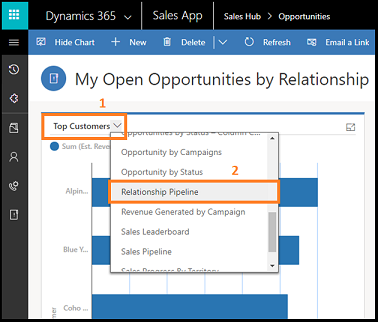 Dynamics 365 Sales App Sales Hub > Opportunities
Hide Chart + New Delete Refresh Email a Link
My Open Opportunities by Relationship
1
Top Customers
Opportunities by Status – Column C...
Sum (Est. Reve
Opportunity by Campaigns
Opportunity by Status
2
Alpin...
Relationship Pipeline
Revenue Generated by Campaign
Sales Leaderboard
Blue Y...
Sales Pipeline
Sales Progress By Territory
Coho ...